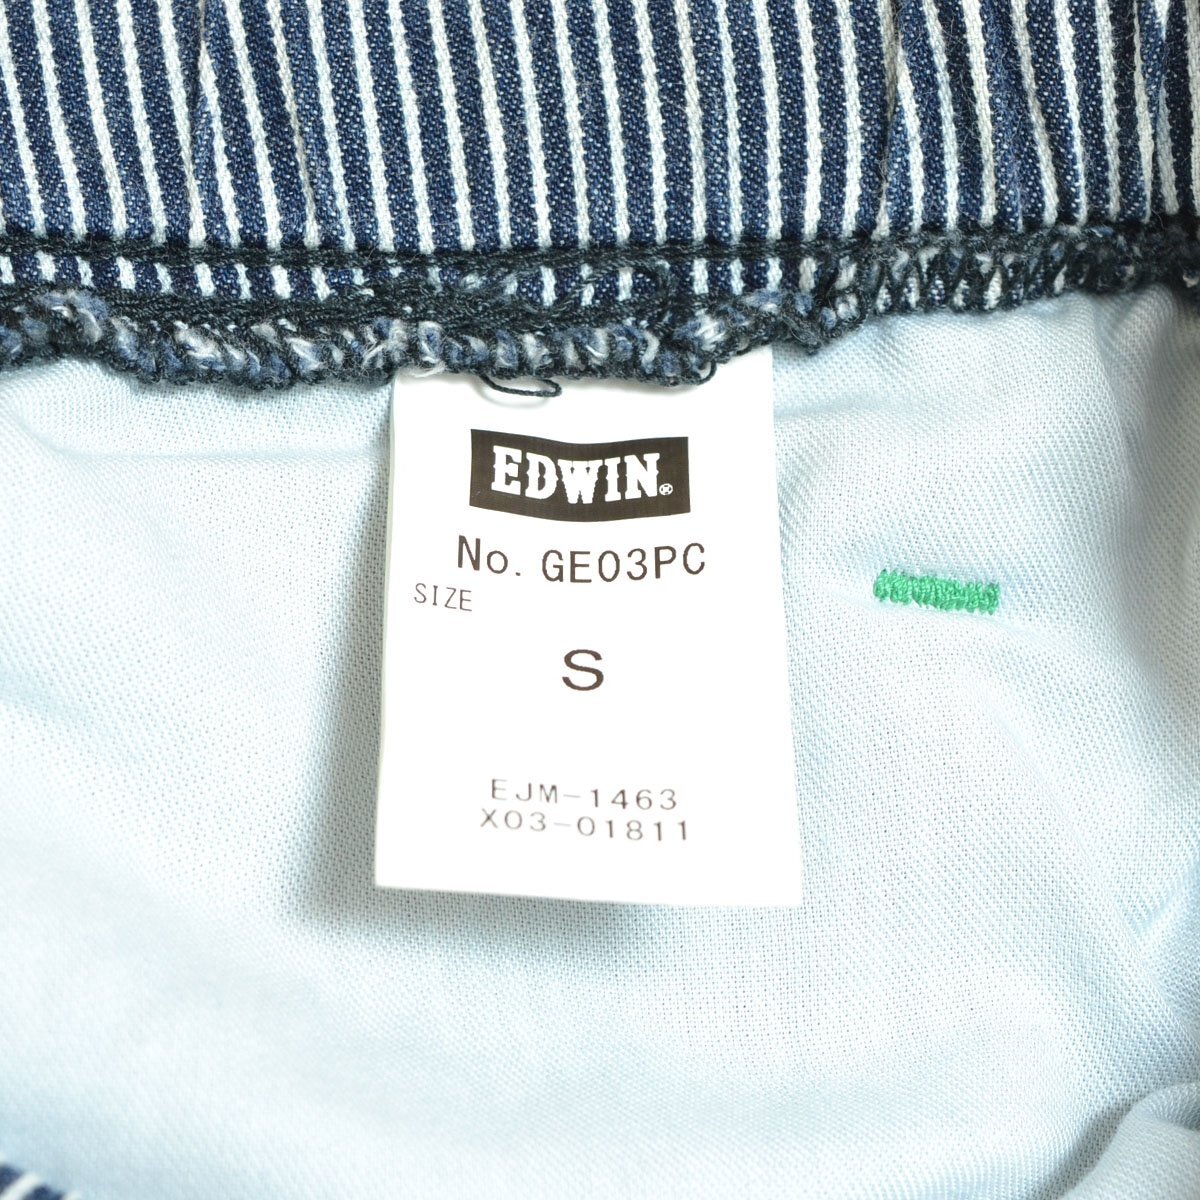 EDWIN®
No. GE03PC
SIZE
S
EJM-1463
X03-01811